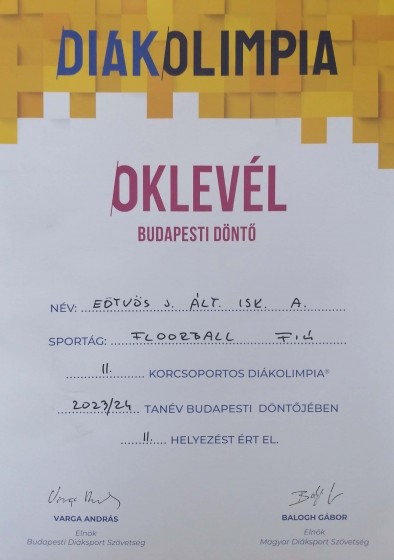 DIÁKOLIMPIA
OKLEVÉL
BUDAPESTI DÖNTŐ
NÉV: EÖTVÖS J. ÁLT. ISK. A.
SPORTÁG: FLOORBALL FIÚ
II. KORCSOPORTOS DIÁKOLIMPIA®
2023/24 TANÉV BUDAPESTI DÖNTŐJÉBEN
II. HELYEZÉST ÉRT EL.
VARGA ANDRÁS
Elnök
Budapesti Diáksport Szövetség
BALOGH GÁBOR
Elnök
Magyar Diáksport Szövetség